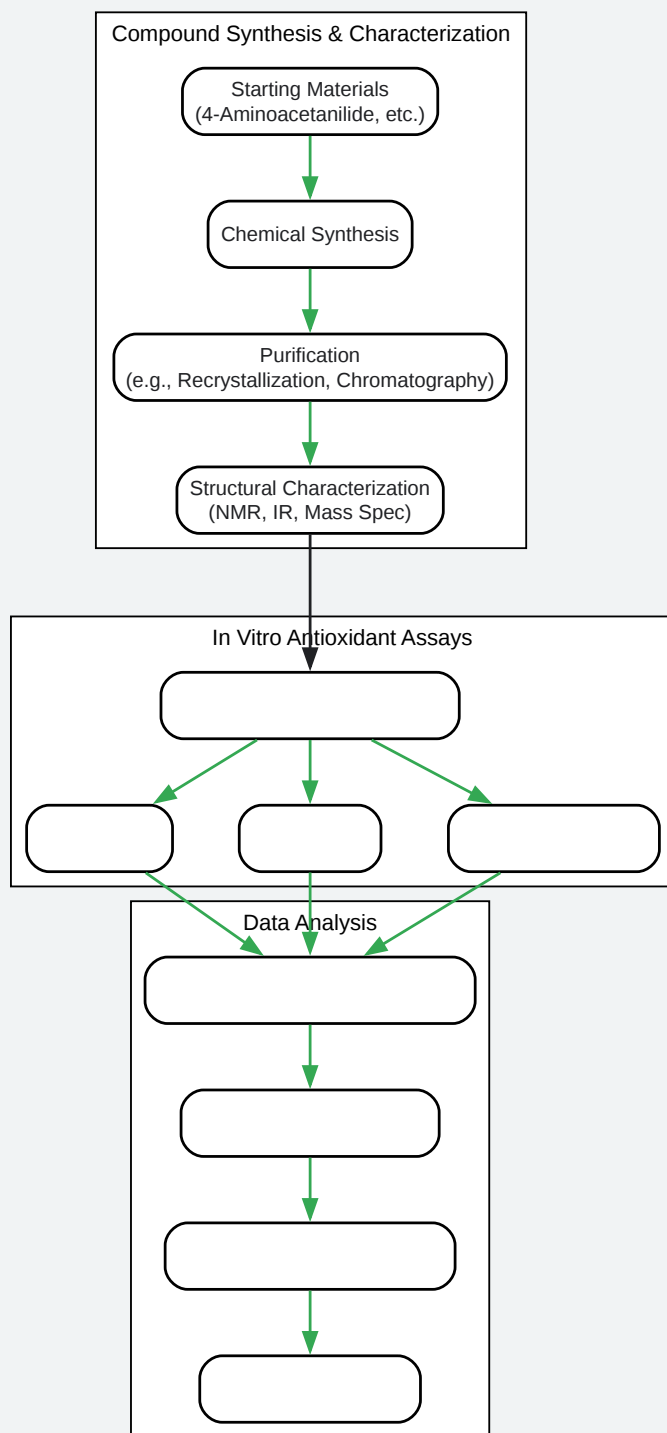 Compound Synthesis & Characterization
Starting Materials
(4-Aminoacetanilide, etc.)
Chemical Synthesis
Purification
(e.g., Recrystallization, Chromatography)
Structural Characterization
(NMR, IR, Mass Spec)
In Vitro Antioxidant Assays
Data Analysis